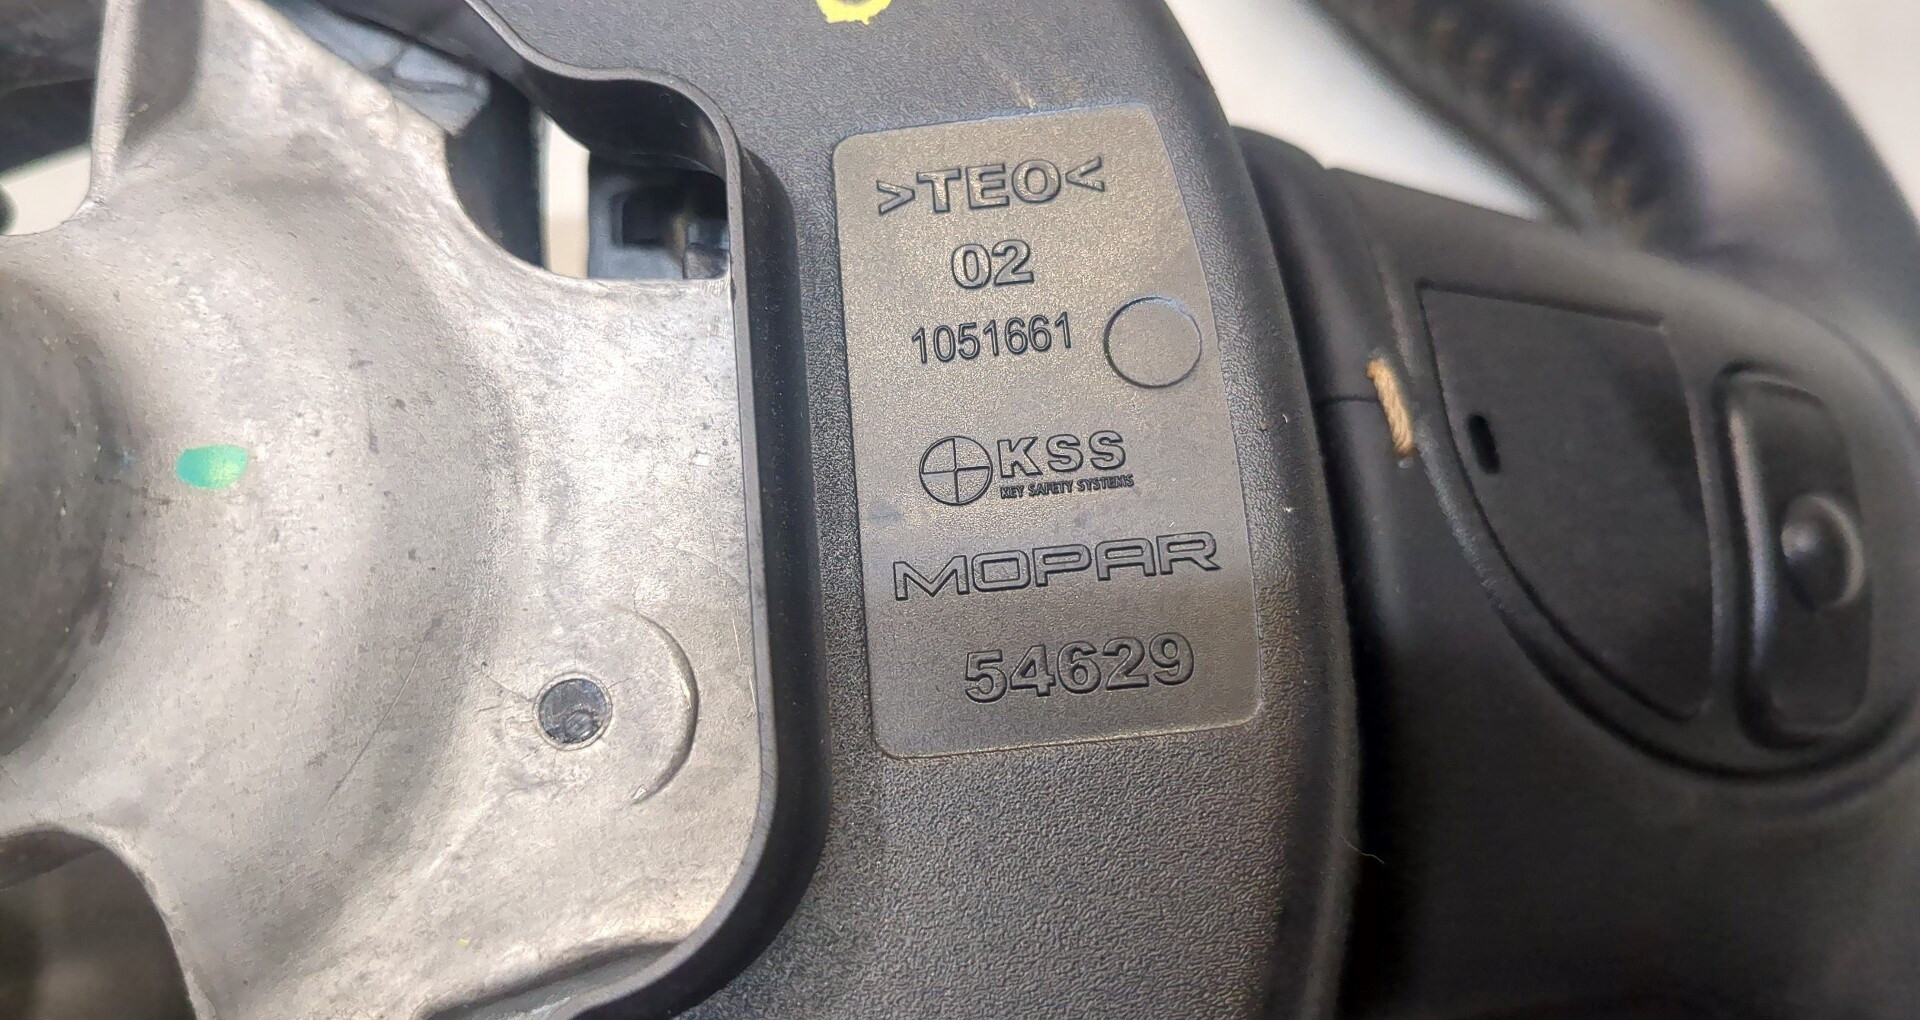 >TEO<
02
1051661
KSS
KEY SAFETY SYSTEMS
MOPAR
54629